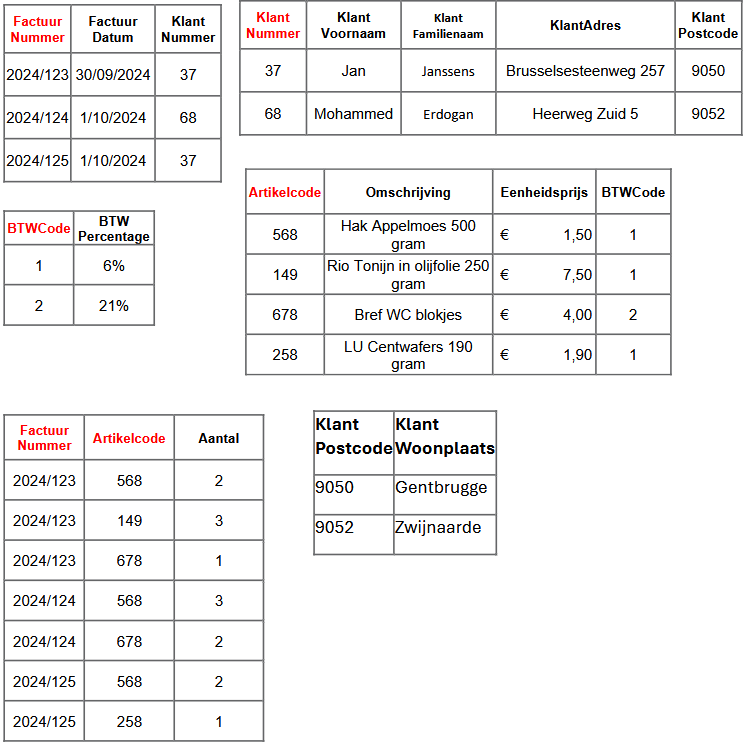 Factuur Nummer Factuur Datum Klant Nummer
2024/123 30/09/2024 37
2024/124 1/10/2024 68
2024/125 1/10/2024 37
Klant Nummer Klant Voornaam Klant Familienaam KlantAdres Klant Postcode
37 Jan Janssens Brusselsesteenweg 257 9050
68 Mohammed Erdogan Heerweg Zuid 5 9052
BTWCode BTW Percentage
1 6%
2 21%
Artikelcode Omschrijving Eenheidsprijs BTWCode
568 Hak Appelmoes 500 gram € 1,50 1
149 Rio Tonijn in olijfolie 250 gram € 7,50 1
678 Bref WC blokjes € 4,00 2
258 LU Centwafers 190 gram € 1,90 1
Factuur Nummer Artikelcode Aantal
2024/123 568 2
2024/123 149 3
2024/123 678 1
2024/124 568 3
2024/124 678 2
2024/125 568 2
2024/125 258 1
Klant Postcode Klant Woonplaats
9050 Gentbrugge
9052 Zwijnaarde